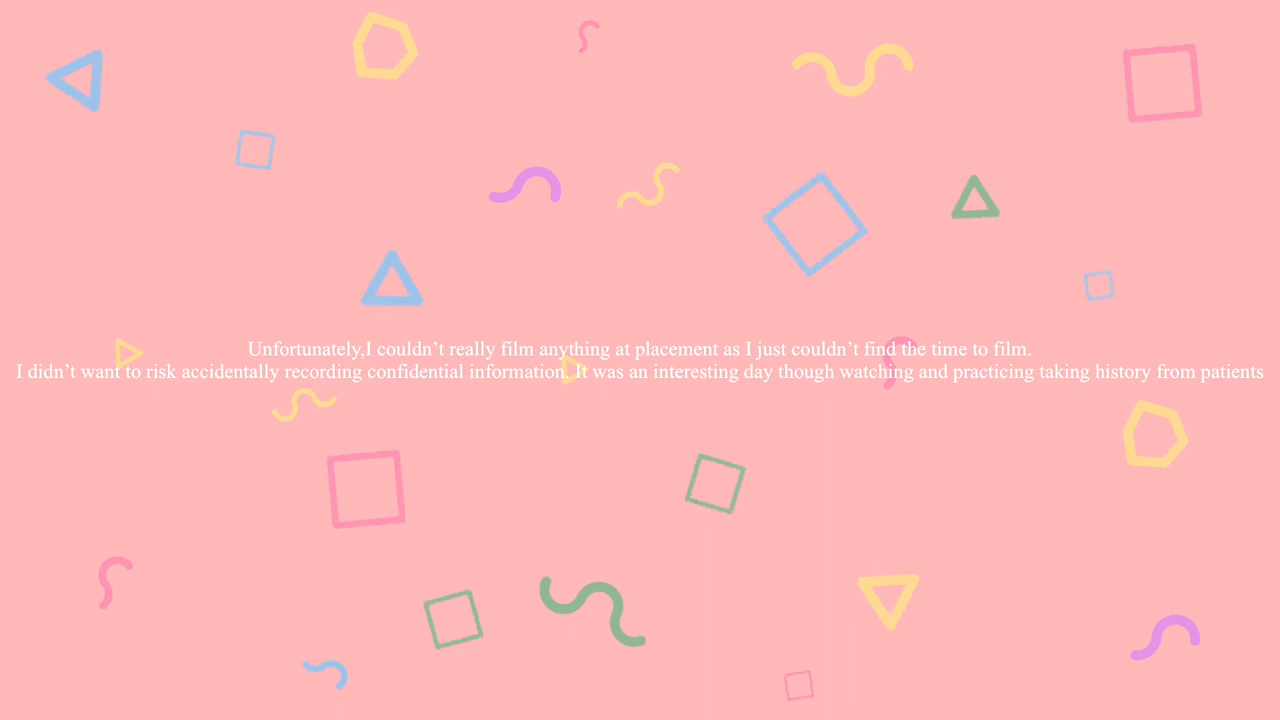 Unfortunately,I couldn’t really film anything at placement as I just couldn’t find the time to film.
I didn’t want to risk accidentally recording confidential information. It was an interesting day though watching and practicing taking history from patients